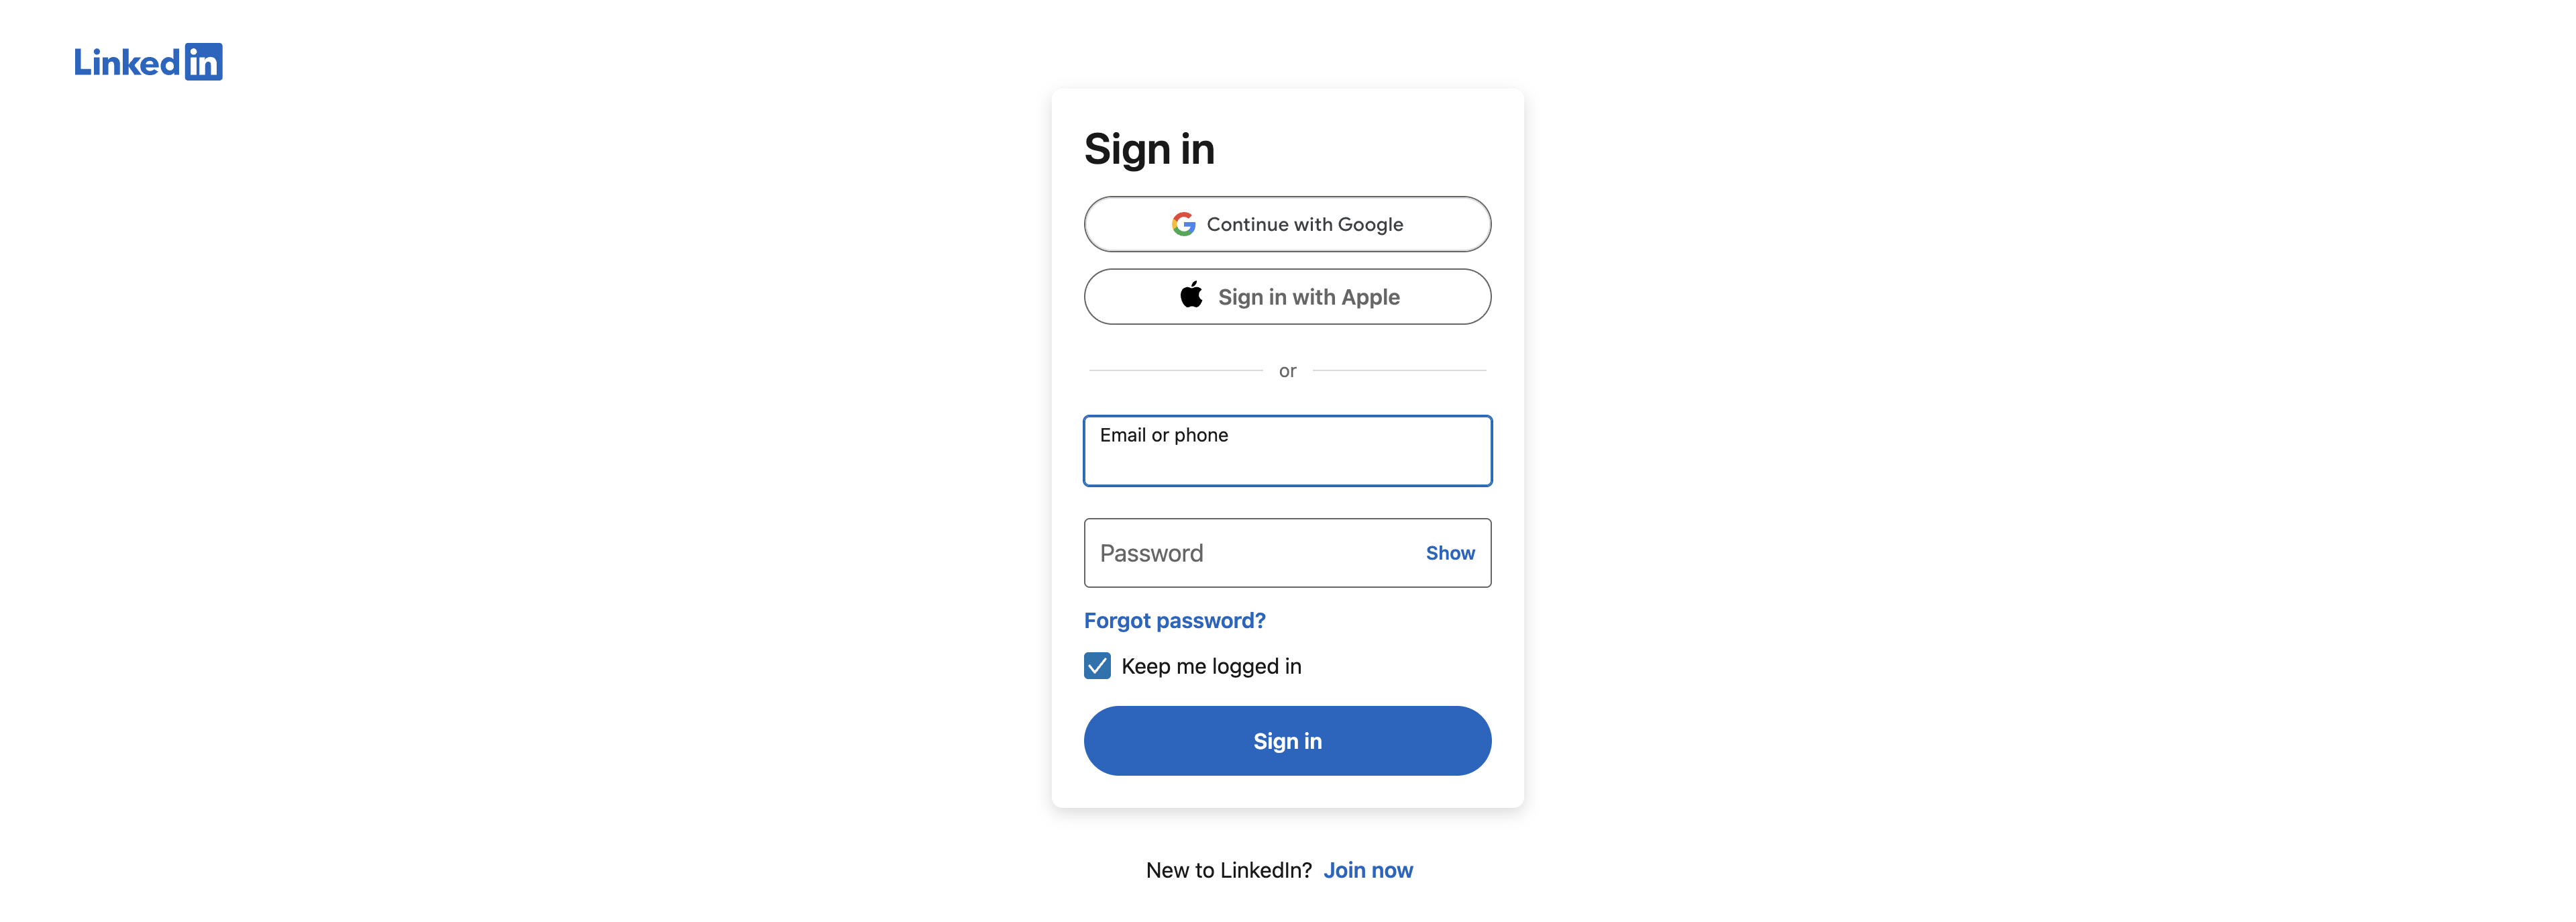 Linkedin
Sign in
Continue with Google
Sign in with Apple
or
Email or phone
Password Show
Forgot password?
Keep me logged in
Sign in
New to LinkedIn? Join now